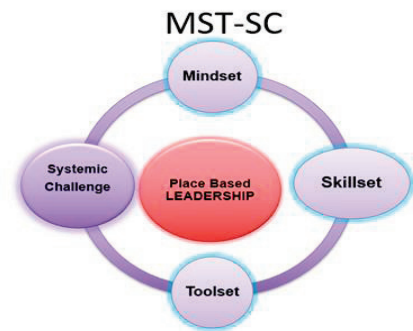 MST-SC
Mindset
Systemic
Challenge
Place Based
LEADERSHIP
Skillset
Toolset